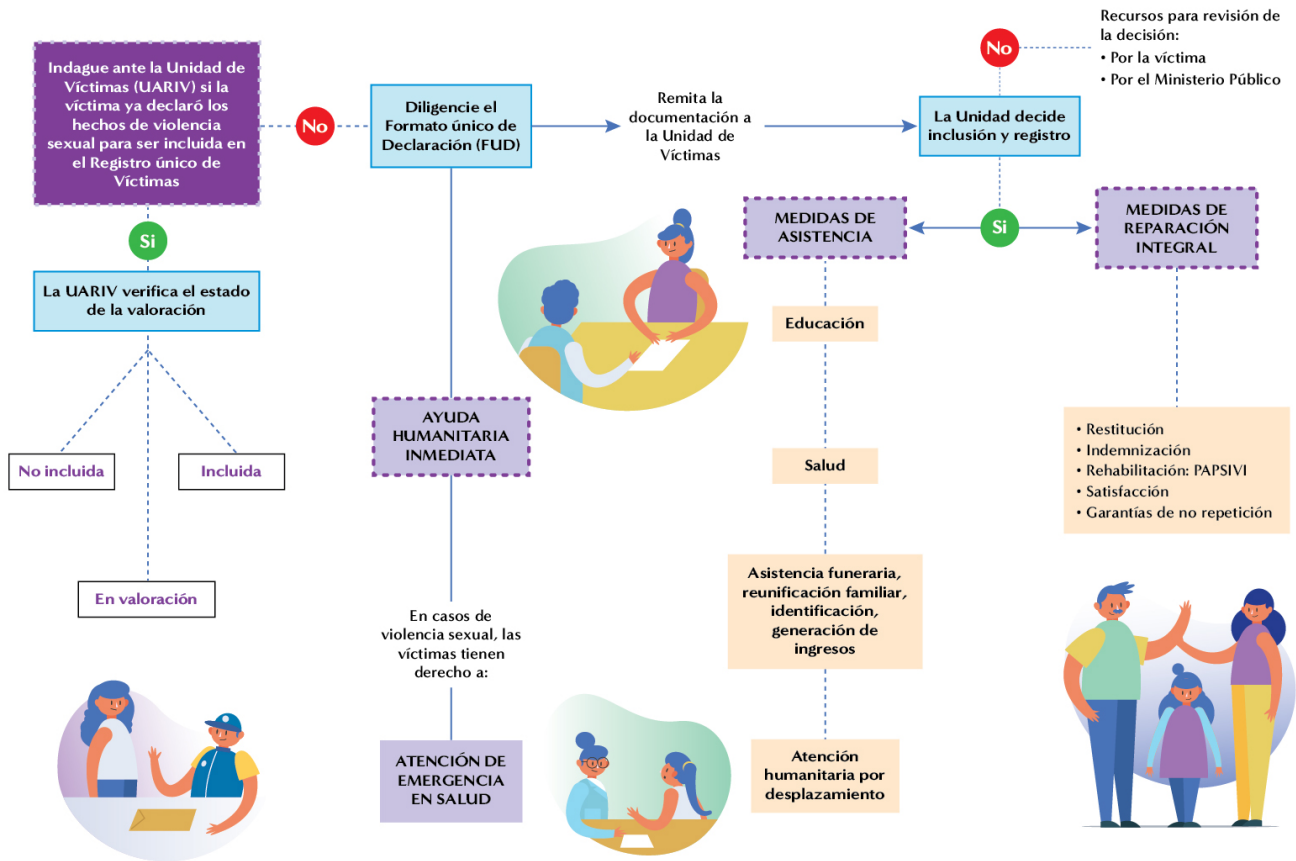 Indague ante la Unidad de
Víctimas (UARIV) si la
víctima ya declaró los
hechos de violencia
sexual para ser incluida en
el Registro único de
Víctimas
No
Diligencie el
Formato único de
Declaración (FUD)
Remita la
documentación a
la Unidad de
Víctimas
La Unidad decide
inclusión y registro
No
Recursos para revisión de
la decisión:
• Por la víctima
• Por el Ministerio Público
Si
La UARIV verifica el estado
de la valoración
No incluida
Incluida
En valoración
AYUDA
HUMANITARIA
INMEDIATA
En casos de
violencia sexual, las
víctimas tienen
derecho a:
ATENCIÓN DE
EMERGENCIA
EN SALUD
Si
MEDIDAS DE
ASISTENCIA
Educación
Salud
Asistencia funeraria,
reunificación familiar,
identificación,
generación de
ingresos
Atención
humanitaria por
desplazamiento
MEDIDAS DE
REPARACIÓN
INTEGRAL
• Restitución
• Indemnización
• Rehabilitación: PAPSIVI
• Satisfacción
• Garantías de no repetición